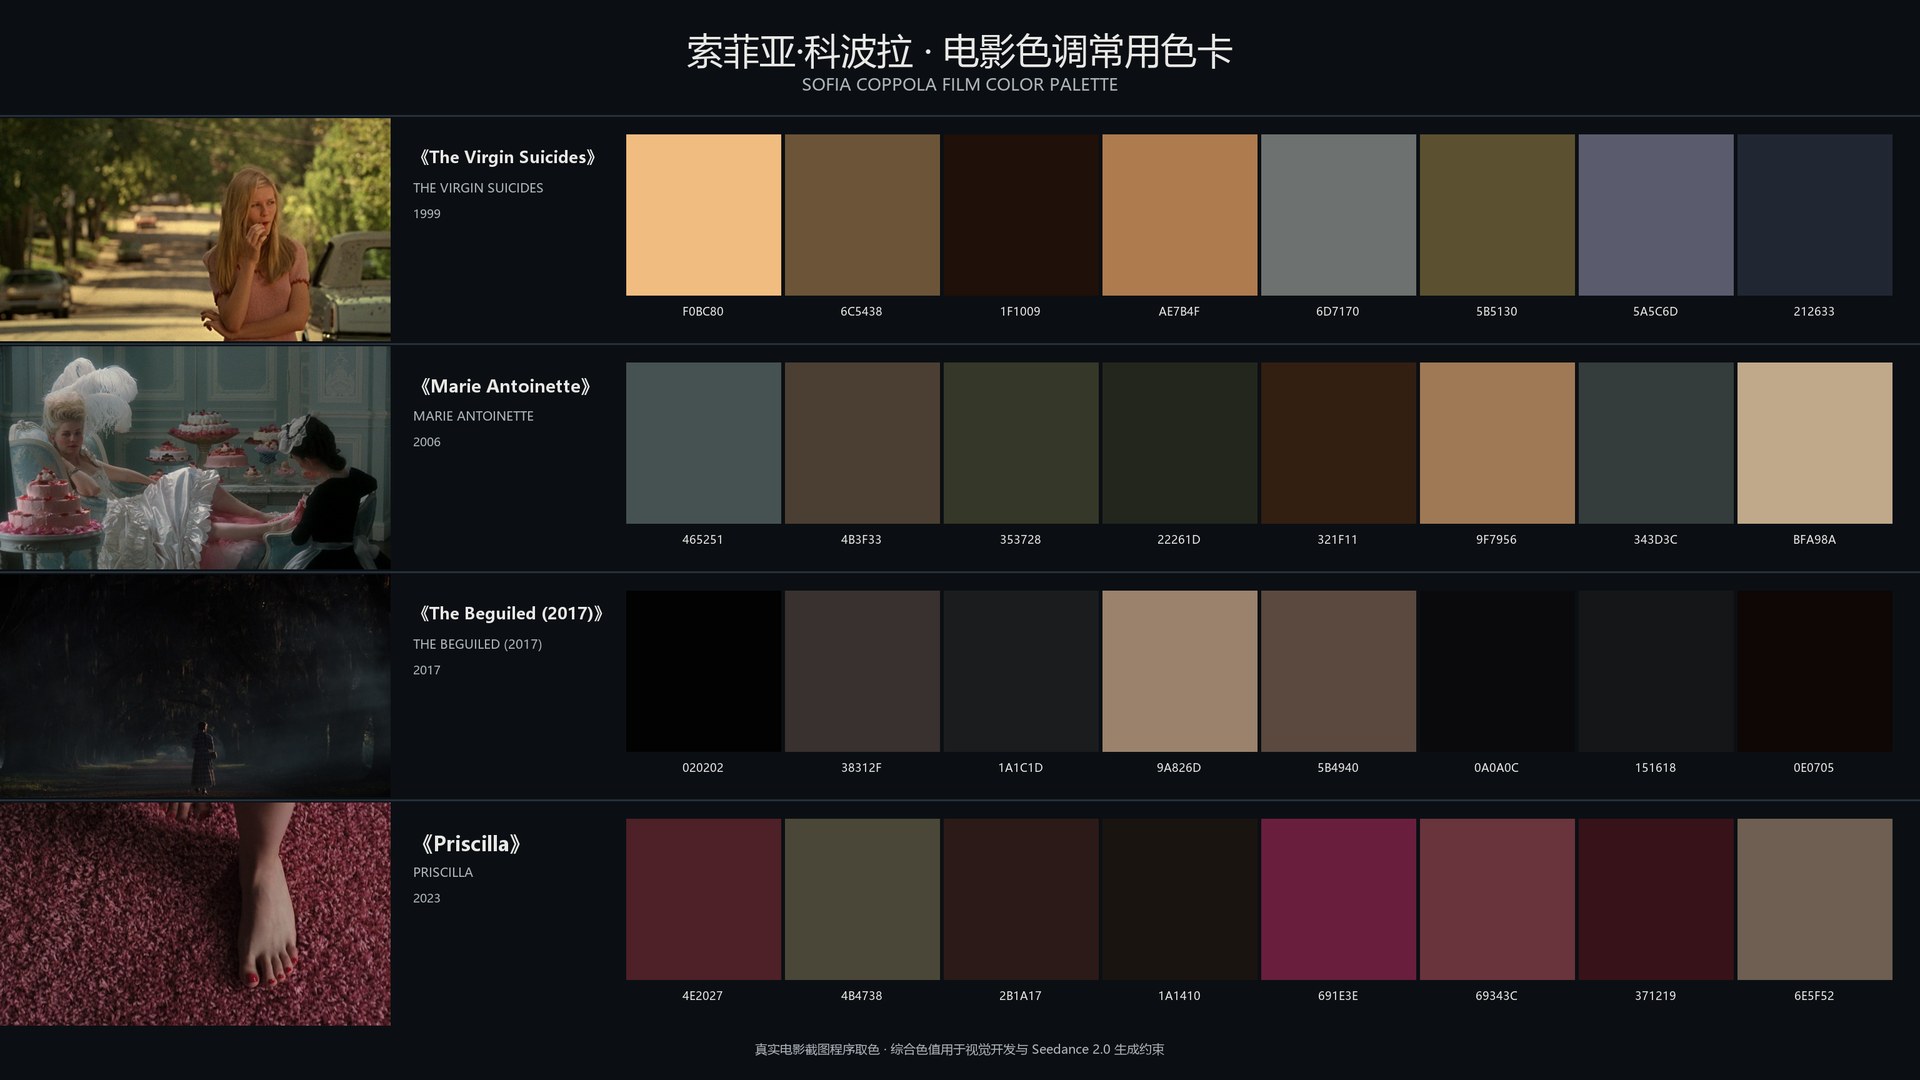 索菲亚·科波拉 · 电影色调常用色卡
SOFIA COPPOLA FILM COLOR PALETTE
《The Virgin Suicides》
THE VIRGIN SUICIDES
1999
F0BC80 6C5438 1F1009 AE7B4F 6D7170 5B5130 5A5C6D 212633
《Marie Antoinette》
MARIE ANTOINETTE
2006
465251 4B3F33 353728 22261D 321F11 9F7956 343D3C BFA98A
《The Beguiled (2017)》
THE BEGUILED (2017)
2017
020202 38312F 1A1C1D 9A826D 5B4940 0A0A0C 151618 0E0705
《Priscilla》
PRISCILLA
2023
4E2027 4B4738 2B1A17 1A1410 691E3E 69343C 371219 6E5F52
真实电影截图程序取色 · 综合色值用于视觉开发与 Seedance 2.0 生成约束